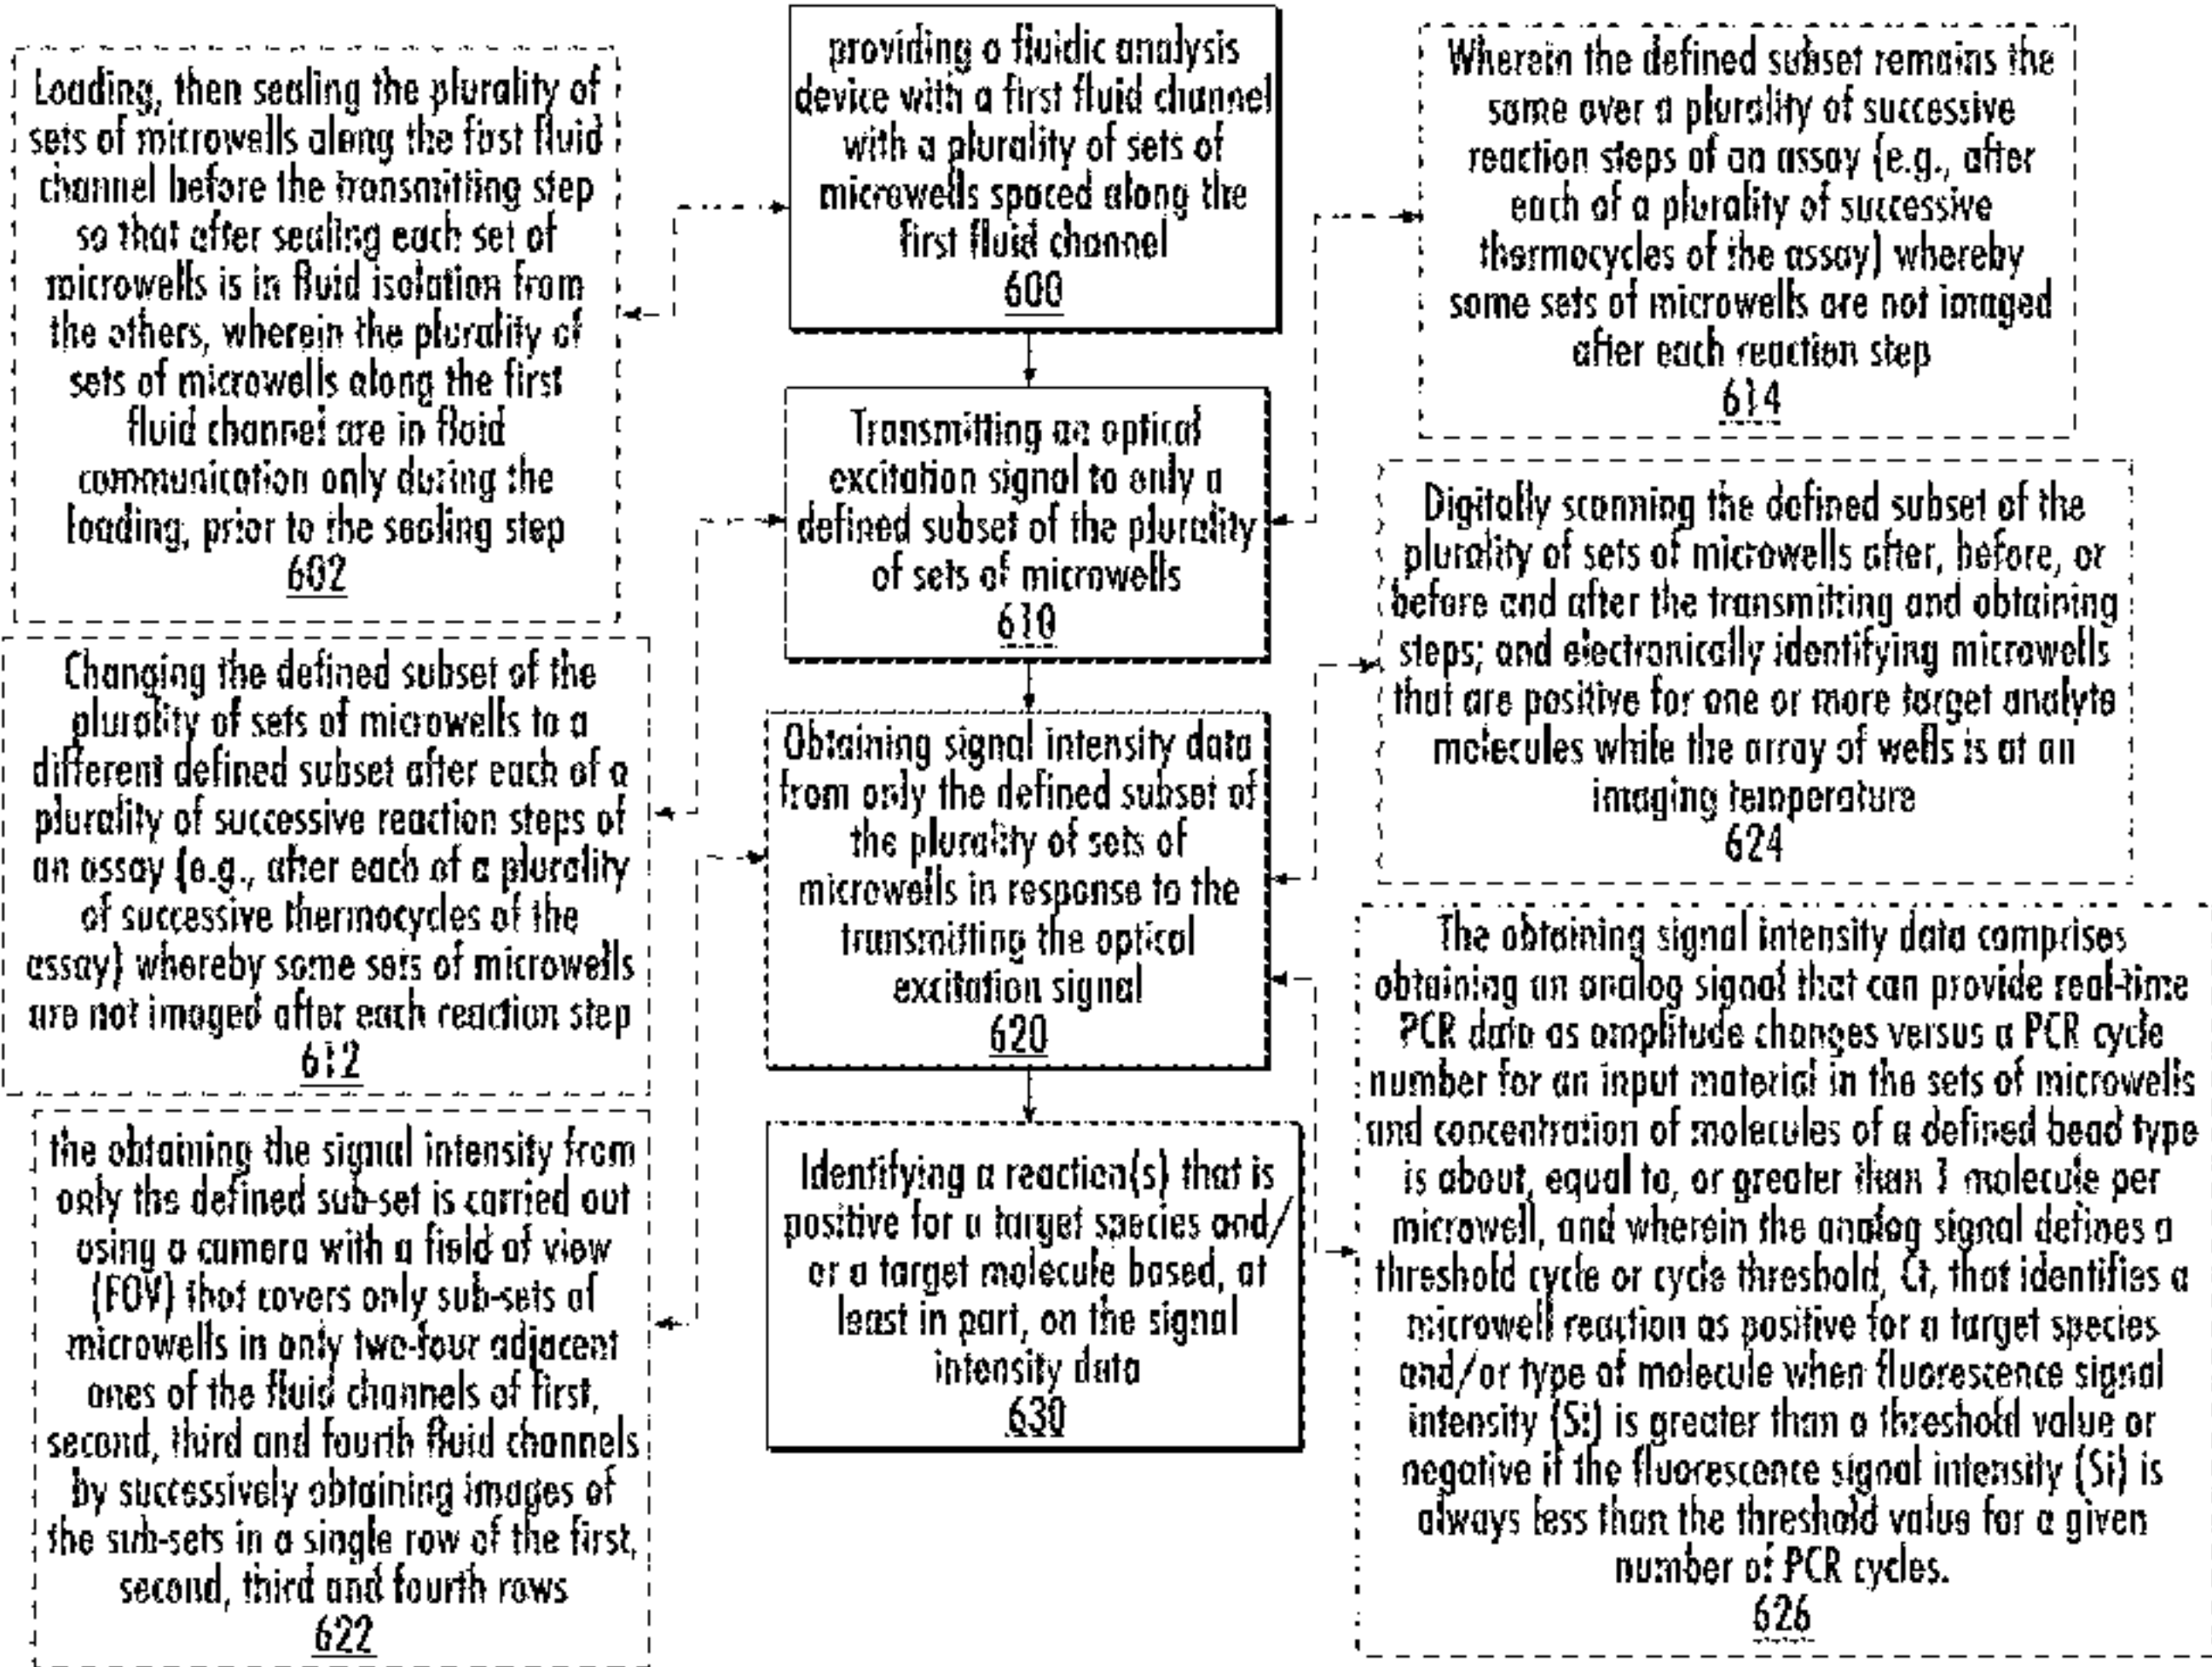 providing a fluidic analysis
device with a first fluid channel
with a plurality of sets of
microwells spaced along the
first fluid channel
600
Loading, then sealing the plurality of
sets of microwells along the first fluid
channel before the transmitting step
so that after sealing each set of
microwells is in fluid isolation from
the others, wherein the plurality of
sets of microwells along the first
fluid channel are in fluid
communication only during the
loading, prior to the sealing step
602
Transmitting an optical
excitation signal to only a
defined subset of the plurality
of sets of microwells
610
Changing the defined subset of the
plurality of sets of microwells to a
different defined subset after each of a
plurality of successive reaction steps of
an assay (e.g., after each of a plurality
of successive thermocycles of the
assay) whereby some sets of microwells
are not imaged after each reaction step
612
Wherein the defined subset remains the
same over a plurality of successive
reaction steps of an assay (e.g., after
each of a plurality of successive
thermocycles of the assay) whereby
some sets of microwells are not imaged
after each reaction step
614
Obtaining signal intensity data
from only the defined subset of
the plurality of sets of
microwells in response to the
transmitting the optical
excitation signal
620
the obtaining the signal intensity from
only the defined sub-set is carried out
using a camera with a field of view
(FOV) that covers only sub-sets of
microwells in only two-four adjacent
ones of the fluid channels of first,
second, third and fourth fluid channels
by successively obtaining images of
the sub-sets in a single row of the first,
second, third and fourth rows
622
Digitally scanning the defined subset of the
plurality of sets of microwells after, before, or
before and after the transmitting and obtaining
steps; and electronically identifying microwells
that are positive for one or more target analyte
molecules while the array of wells is at an
imaging temperature
624
The obtaining signal intensity data comprises
obtaining an analog signal that can provide real-time
PCR data as amplitude changes versus a PCR cycle
number for an input material in the sets of microwells
and concentration of molecules of a defined bead type
is about, equal to, or greater than 1 molecule per
microwell, and wherein the analog signal defines a
threshold cycle or cycle threshold, Ct, that identifies a
microwell reaction as positive for a target species
and/or type of molecule when fluorescence signal
intensity (Si) is greater than a threshold value or
negative if the fluorescence signal intensity (Si) is
always less than the threshold value for a given
number of PCR cycles.
626
Identifying a reaction(s) that is
positive for a target species and/
or a target molecule based, at
least in part, on the signal
intensity data
630